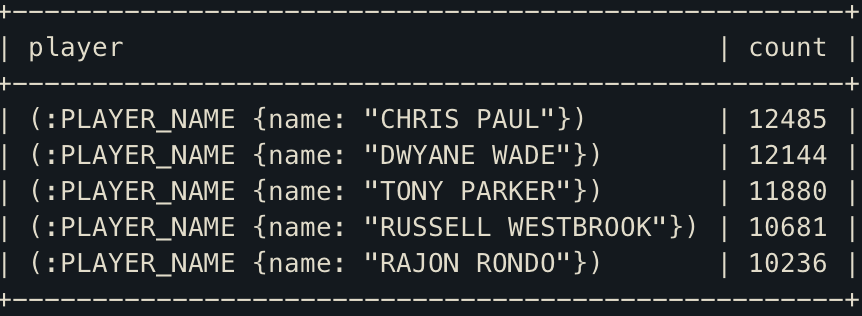 +-----------------------------------------------------+
| player                                     | count |
+-----------------------------------------------------+
| (:PLAYER_NAME {name: "CHRIS PAUL"})        | 12485 |
| (:PLAYER_NAME {name: "DWYANE WADE"})       | 12144 |
| (:PLAYER_NAME {name: "TONY PARKER"})       | 11880 |
| (:PLAYER_NAME {name: "RUSSELL WESTBROOK"}) | 10681 |
| (:PLAYER_NAME {name: "RAJON RONDO"})       | 10236 |
+-----------------------------------------------------+